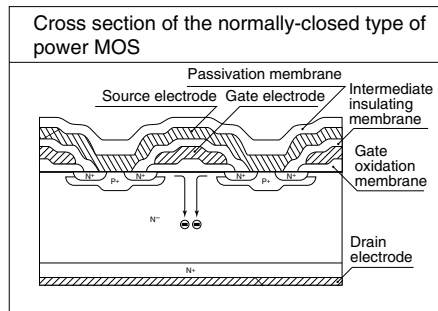 Cross section of the normally-closed type of
power MOS
Passivation membrane
Source electrode
Gate electrode
Intermediate
insulating
membrane
Gate
oxidation
membrane
N+
P+
N+
N+
P+
N+
N−
N+
Drain
electrode